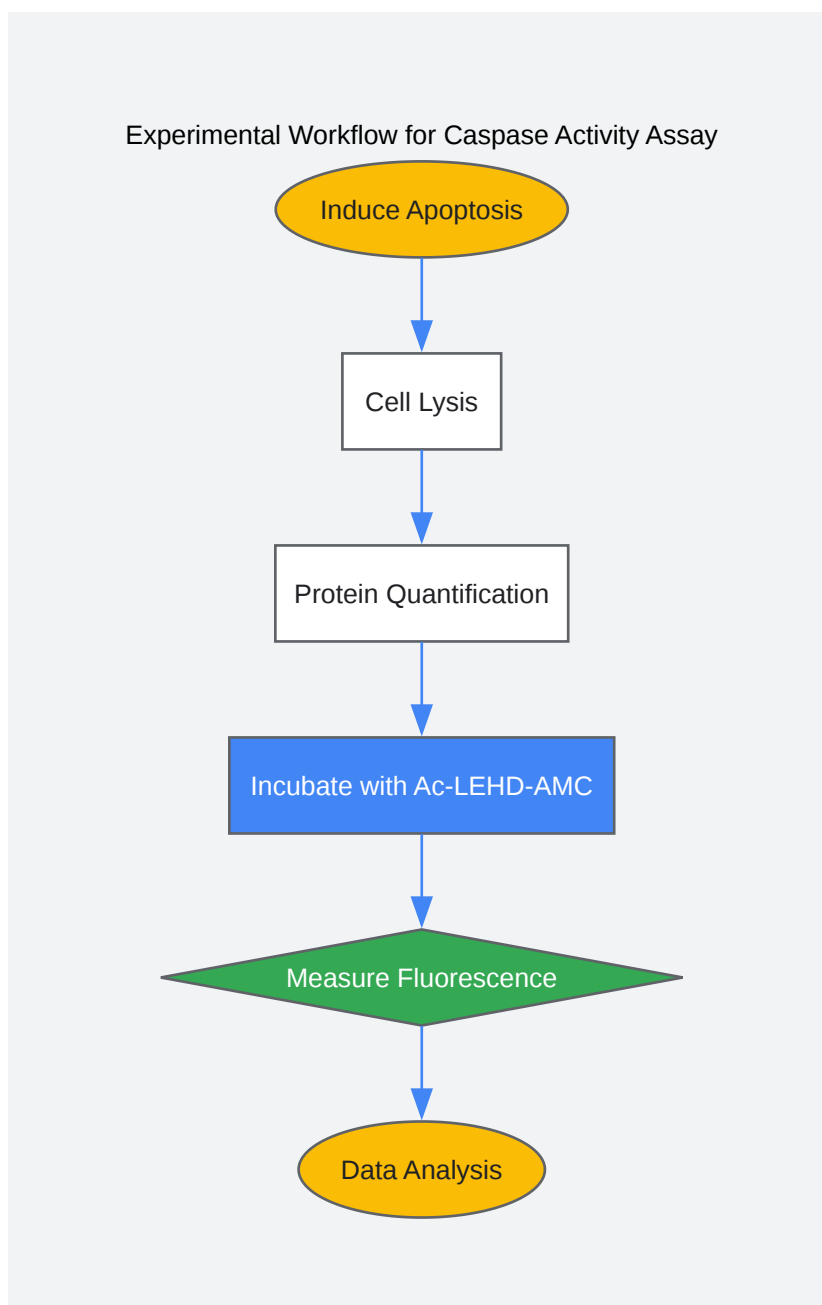 Experimental Workflow for Caspase Activity Assay
Induce Apoptosis
Cell Lysis
Protein Quantification
Incubate with Ac-LEHD-AMC
Measure Fluorescence
Data Analysis